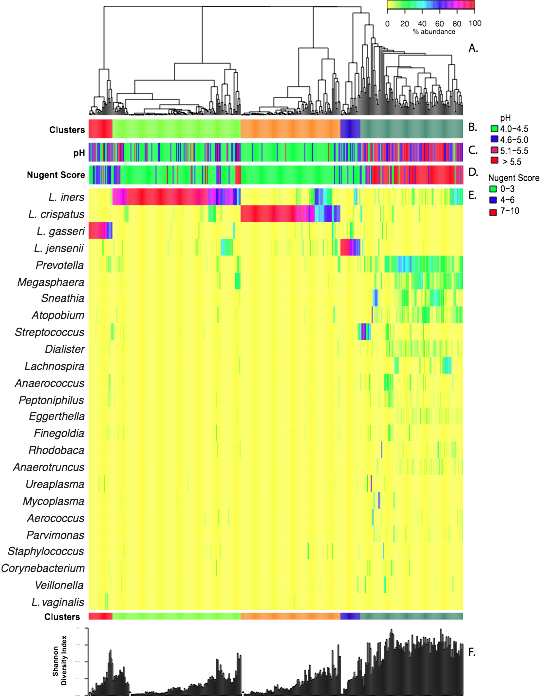 0 20 40 60 80 100
% abundance
A.
Clusters
B.
pH
C.
Nugent Score
D.
pH
4.0–4.5
4.6–5.0
5.1–5.5
> 5.5
Nugent Score
0–3
4–6
7–10
E.
L. iners
L. crispatus
L. gasseri
L. jensenii
Prevotella
Megasphaera
Sneathia
Atopobium
Streptococcus
Dialister
Lachnospira
Anaerococcus
Peptoniphilus
Eggerthella
Finegoldia
Rhodobaca
Anaerotruncus
Ureaplasma
Mycoplasma
Aerococcus
Parvimonas
Staphylococcus
Corynebacterium
Veillonella
L. vaginalis
Clusters
Shannon
Diversity Index
F.